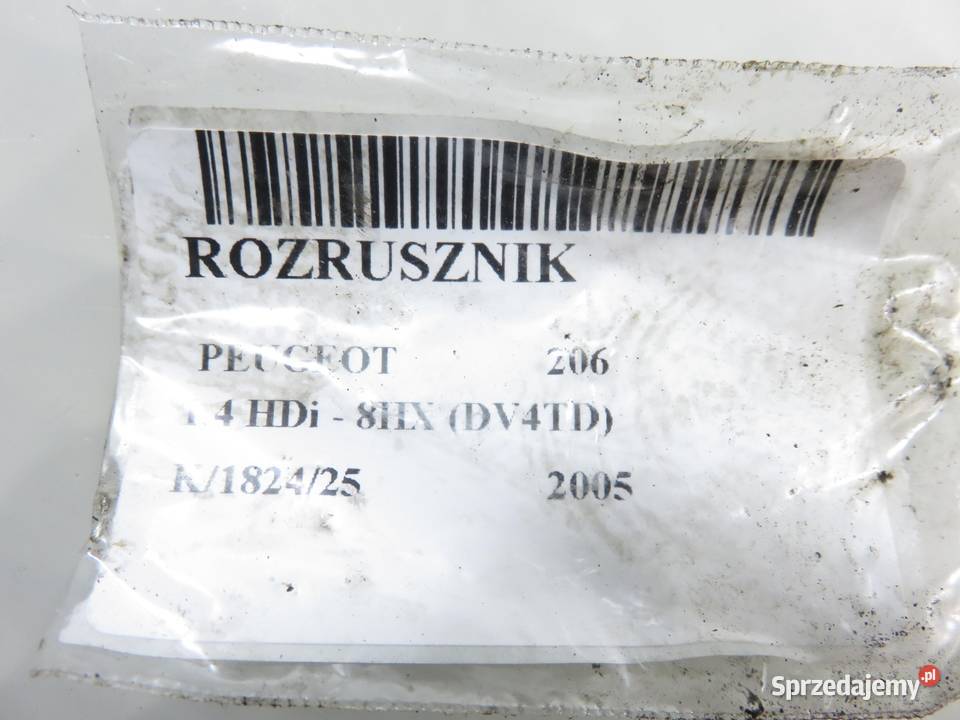 ROZRUSZNIK
PEUGEOT 206
1.4 HDi - 8HX (DV4TD)
K/1824/25 2005
Sprzedajemy.pl